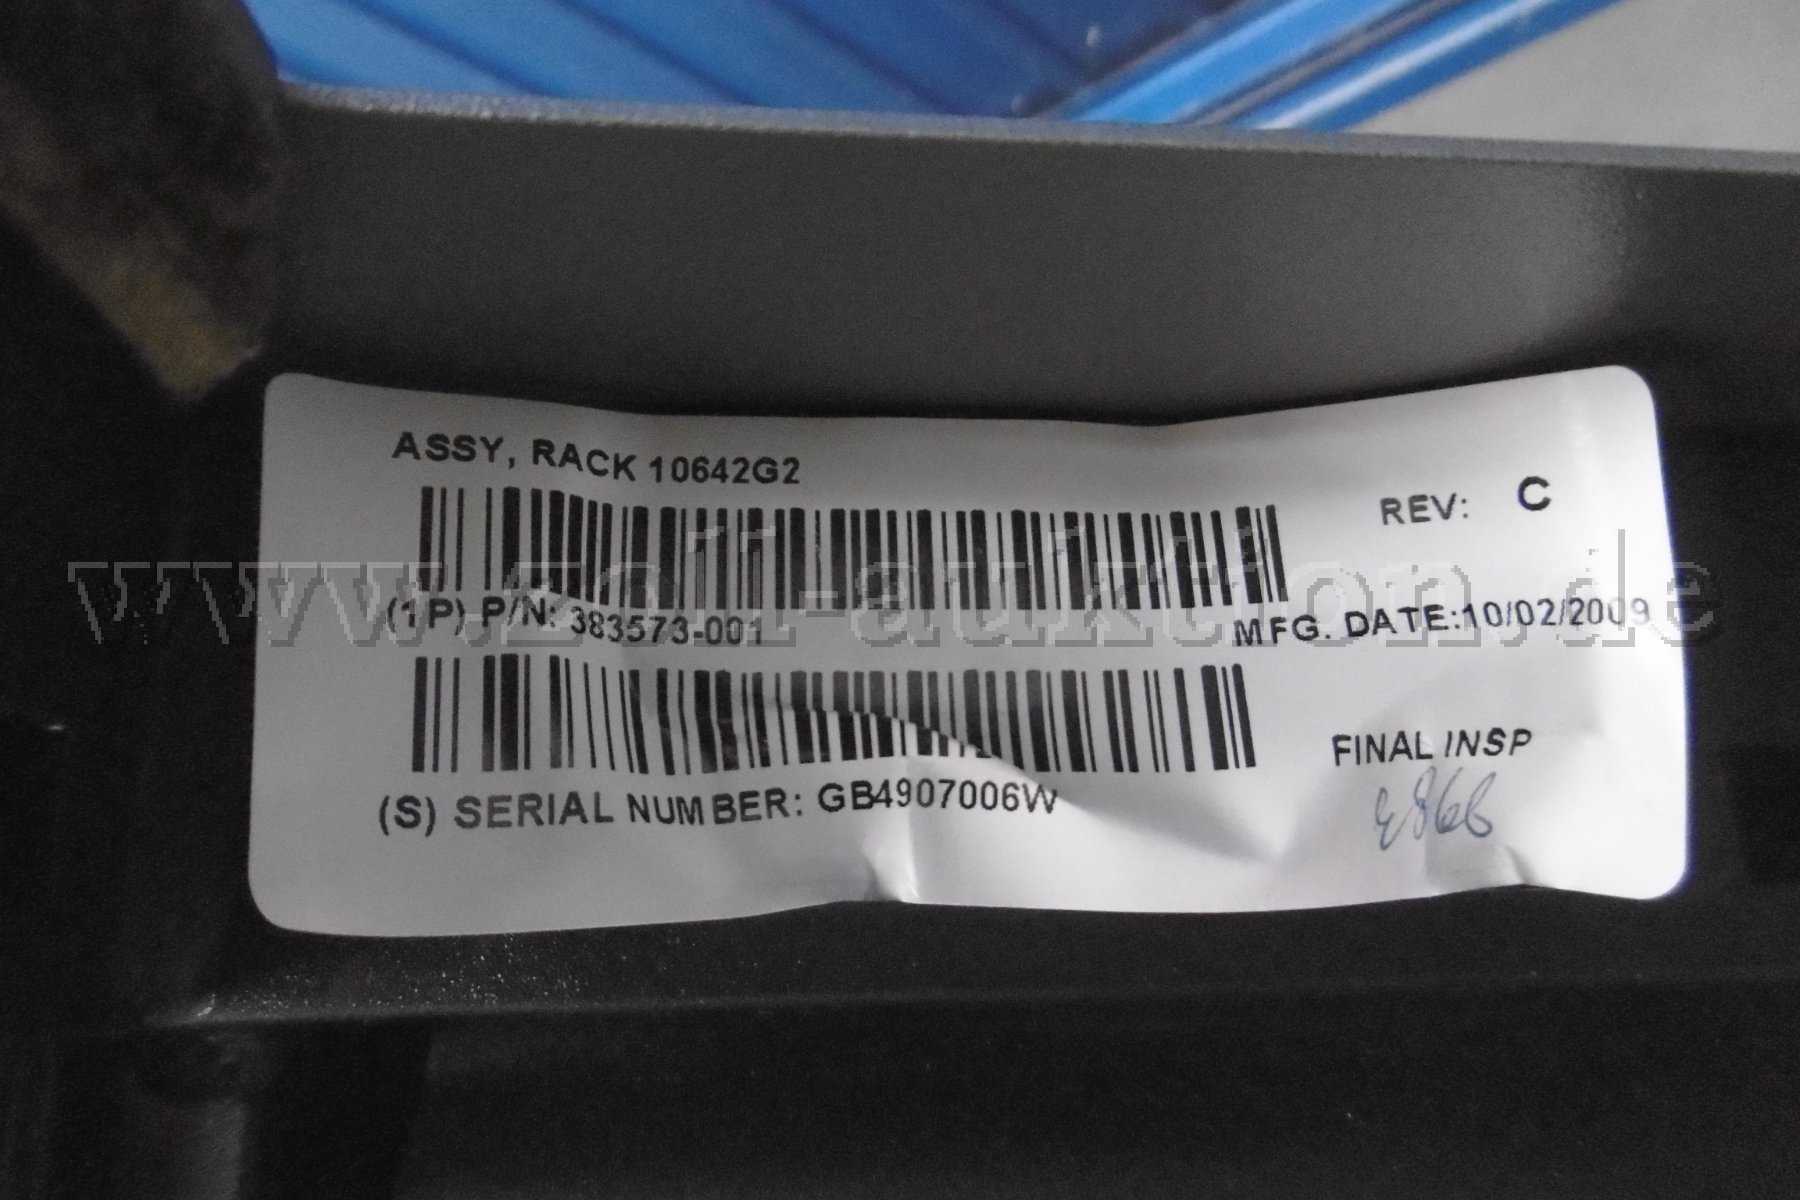 ASSY, RACK 10642G2
REV: C
(1P) P/N: 383573-001
MFG. DATE:10/02/2009
www.zoll-auktion.de
FINAL INSP
(S) SERIAL NUMBER: GB4907006W